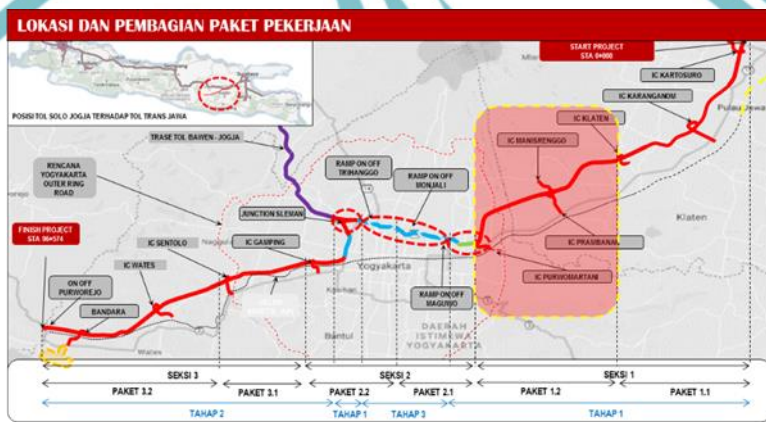 LOKASI DAN PEMBAGIAN PAKET PEKERJAAN
START PROJECT
STA 0+000
IC KARTOSURO
IC KARANGANOM
Pulau Jawa
IC KLATEN
POSISI TOL SOLO JOGJA TERHADAP TOL TRANS JAWA
TRASE TOL BAWEN - JOGJA
IC MANISRENGGO
RENCANA
YOGYAKARTA
OUTER RING
ROAD
RAMP ON OFF
TRIHANGGO
RAMP ON OFF
MONJALI
14
JUNCTION SLEMAN
Klaten
FINISH PROJECT
STA 96+574
IC SENTOLO
IC GAMPING
IC PRAMBANAN
Yogyakarta
IC PURWOMARTANI
ON OFF
PURWOREJO
IC WATES
RAMP ON OFF
MAGUWO
BANDARA
DAERAH
ISTIMEWA
YOGYAKARTA
Bantul
Wates
SEKSI 3
SEKSI 2
SEKSI 1
PAKET 3.2
PAKET 3.1
PAKET 2.2
PAKET 2.1
PAKET 1.2
PAKET 1.1
TAHAP 2
TAHAP 1
TAHAP 3
TAHAP 1